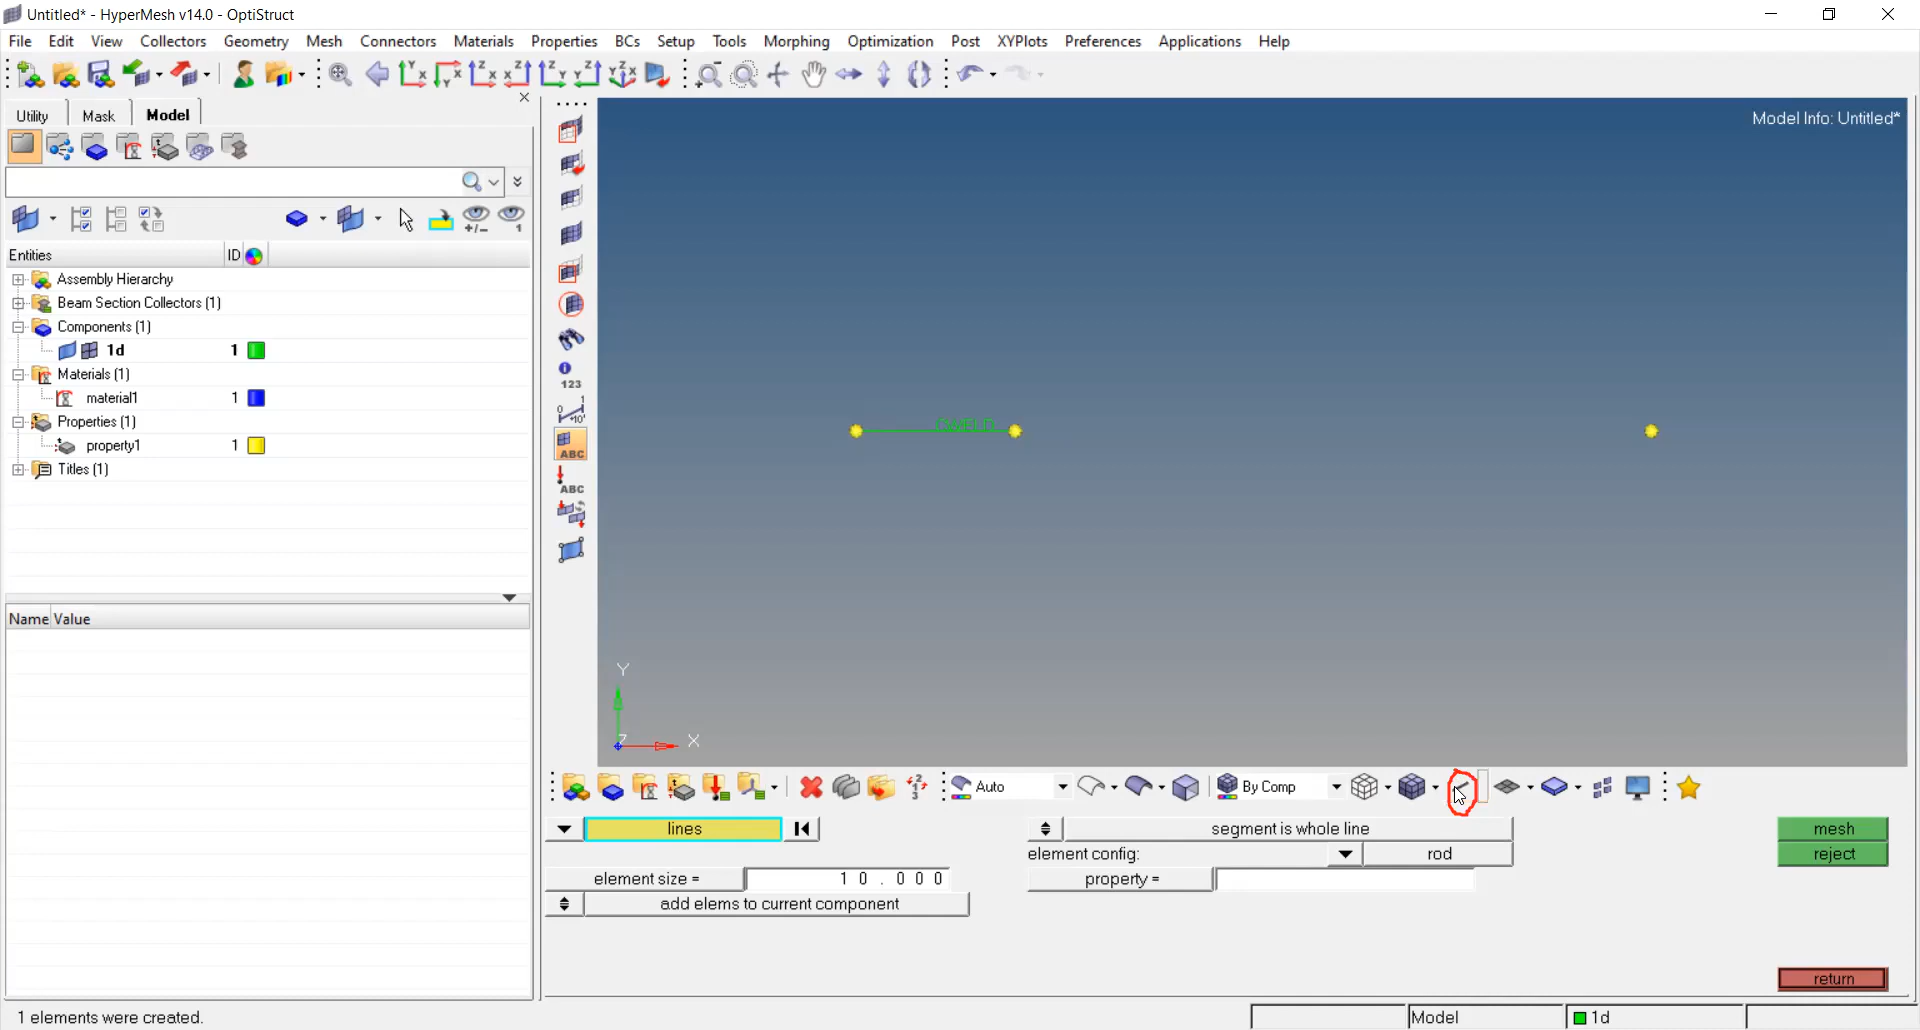 Untitled* - HyperMesh v14.0 - OptiStruct
File Edit View Collectors Geometry Mesh Connectors Materials Properties BCs Setup Tools Morphing Optimization Post XYPlots Preferences Applications Help
Utility Mask Model
Model Info: Untitled*
Entities ID
Assembly Hierarchy
Beam Section Collectors (1)
Components (1)
1d 1
Materials (1)
material1 1
Properties (1)
property1 1
Titles (1)
123
ABC
ABC
Name Value
Y
Z X
Auto
By Comp
lines
segment is whole line
mesh
element config: rod
reject
element size = 10.000
property =
add elems to current component
return
1 elements were created.
Model
1d